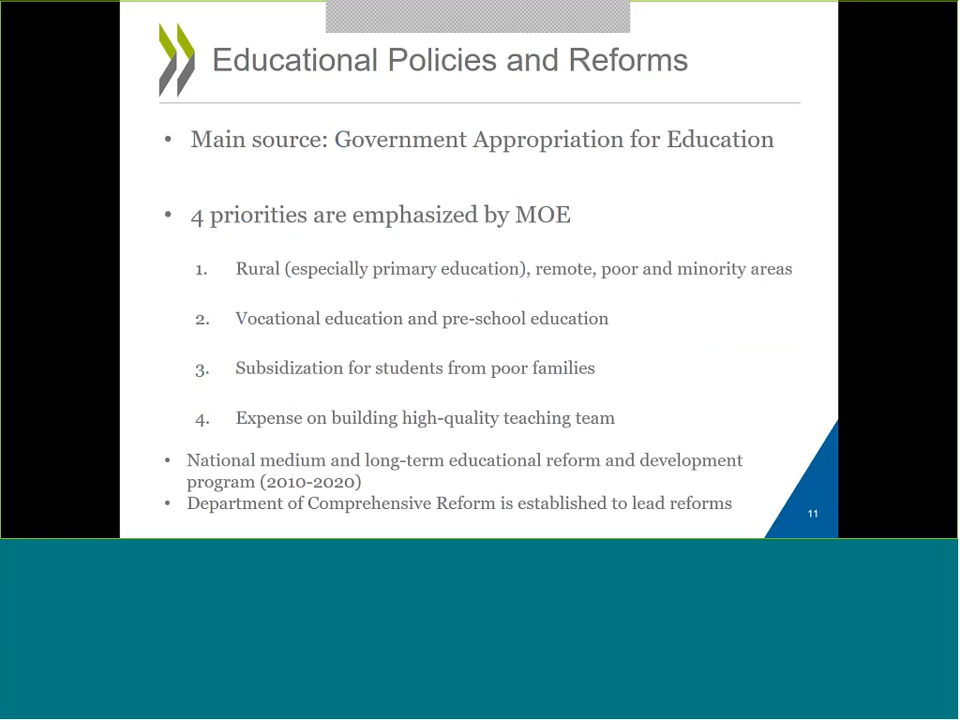 Educational Policies and Reforms
• Main source: Government Appropriation for Education
• 4 priorities are emphasized by MOE
1. Rural (especially primary education), remote, poor and minority areas
2. Vocational education and pre-school education
3. Subsidization for students from poor families
4. Expense on building high-quality teaching team
• National medium and long-term educational reform and development
program (2010-2020)
• Department of Comprehensive Reform is established to lead reforms
11